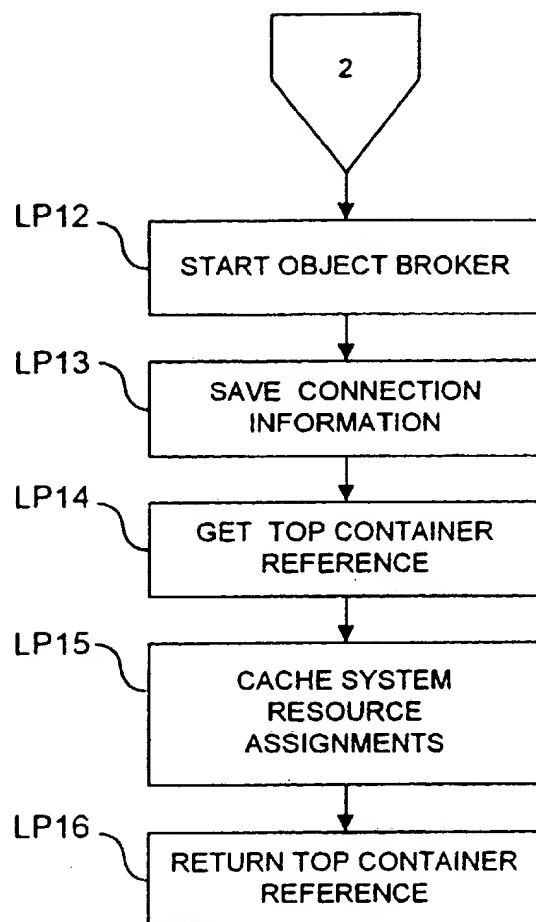 2
LP12
START OBJECT BROKER
LP13
SAVE CONNECTION
INFORMATION
LP14
GET TOP CONTAINER
REFERENCE
LP15
CACHE SYSTEM
RESOURCE
ASSIGNMENTS
LP16
RETURN TOP CONTAINER
REFERENCE